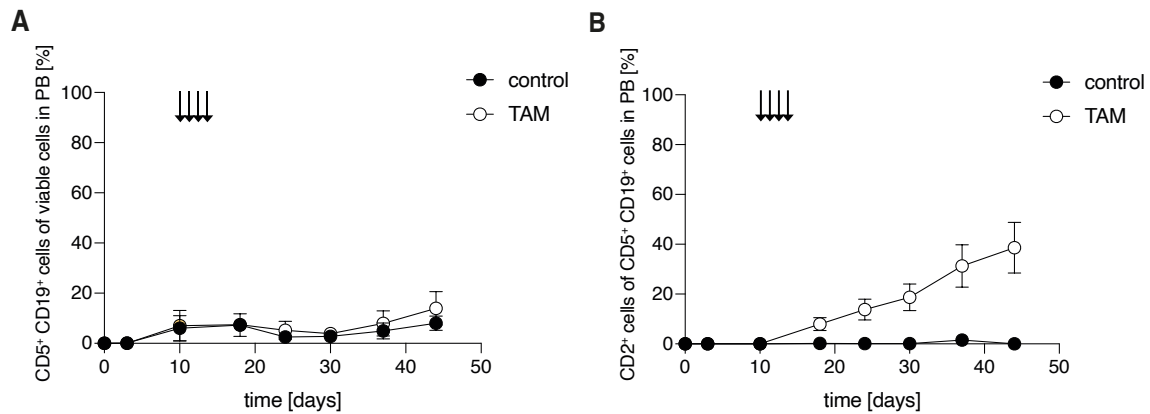 A
CD5⁺ CD19⁺ cells of viable cells in PB [%]
100
80
60
40
20
0
0 10 20 30 40 50
time [days]
control
TAM
B
CD2⁺ cells of CD5⁺ CD19⁺ cells in PB [%]
100
80
60
40
20
0
0 10 20 30 40 50
time [days]
control
TAM